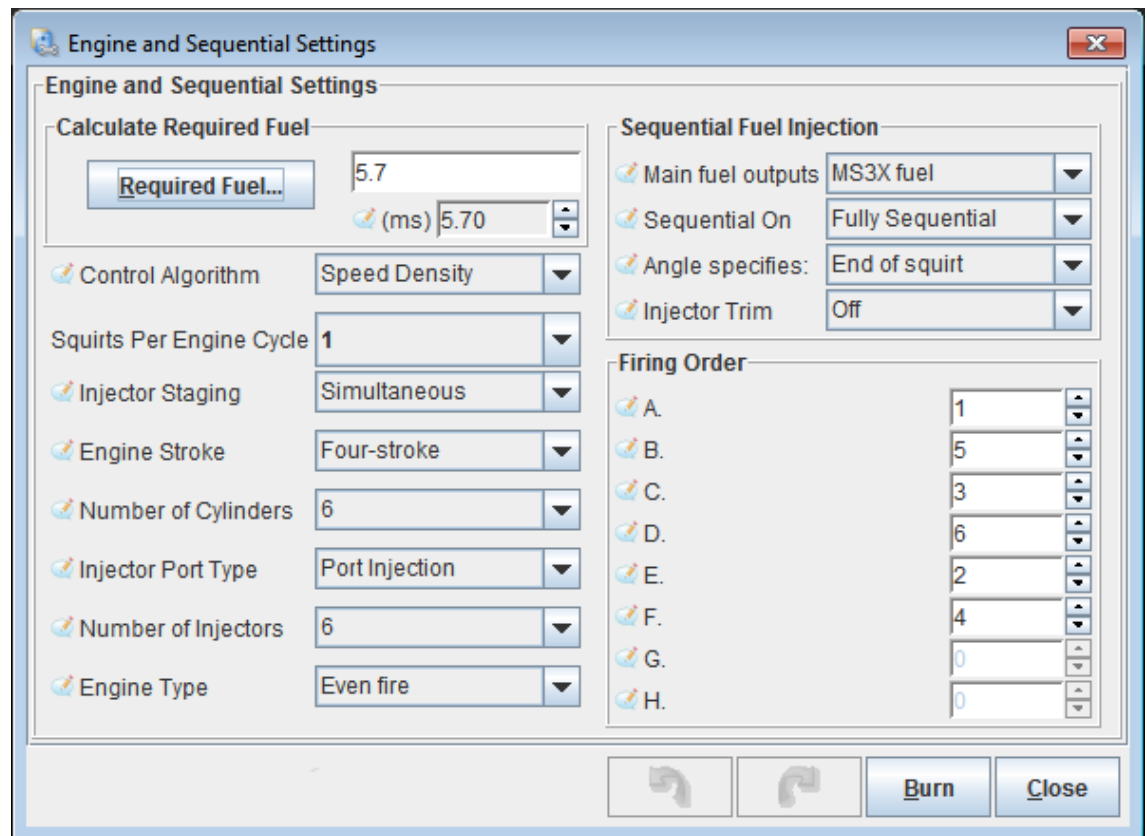 Engine and Sequential Settings
Engine and Sequential Settings
Calculate Required Fuel
Required Fuel...
5.7
(ms) 5.70
Control Algorithm Speed Density
Squirts Per Engine Cycle 1
Injector Staging Simultaneous
Engine Stroke Four-stroke
Number of Cylinders 6
Injector Port Type Port Injection
Number of Injectors 6
Engine Type Even fire
Sequential Fuel Injection
Main fuel outputs MS3X fuel
Sequential On Fully Sequential
Angle specifies: End of squirt
Injector Trim Off
Firing Order
A. 1
B. 5
C. 3
D. 6
E. 2
F. 4
G. 0
H. 0
Burn Close